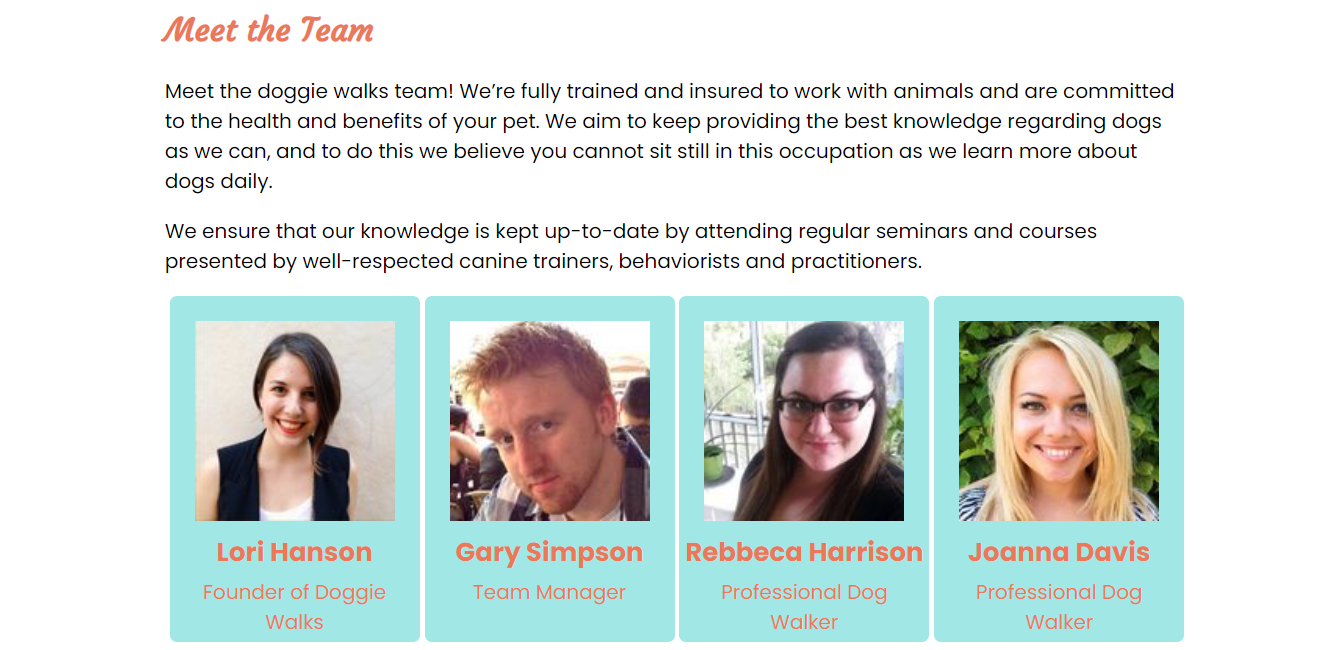 Meet the Team
Meet the doggie walks team! We’re fully trained and insured to work with animals and are committed
to the health and benefits of your pet. We aim to keep providing the best knowledge regarding dogs
as we can, and to do this we believe you cannot sit still in this occupation as we learn more about
dogs daily.
We ensure that our knowledge is kept up-to-date by attending regular seminars and courses
presented by well-respected canine trainers, behaviorists and practitioners.
Lori Hanson
Founder of Doggie
Walks
Gary Simpson
Team Manager
Rebbeca Harrison
Professional Dog
Walker
Joanna Davis
Professional Dog
Walker